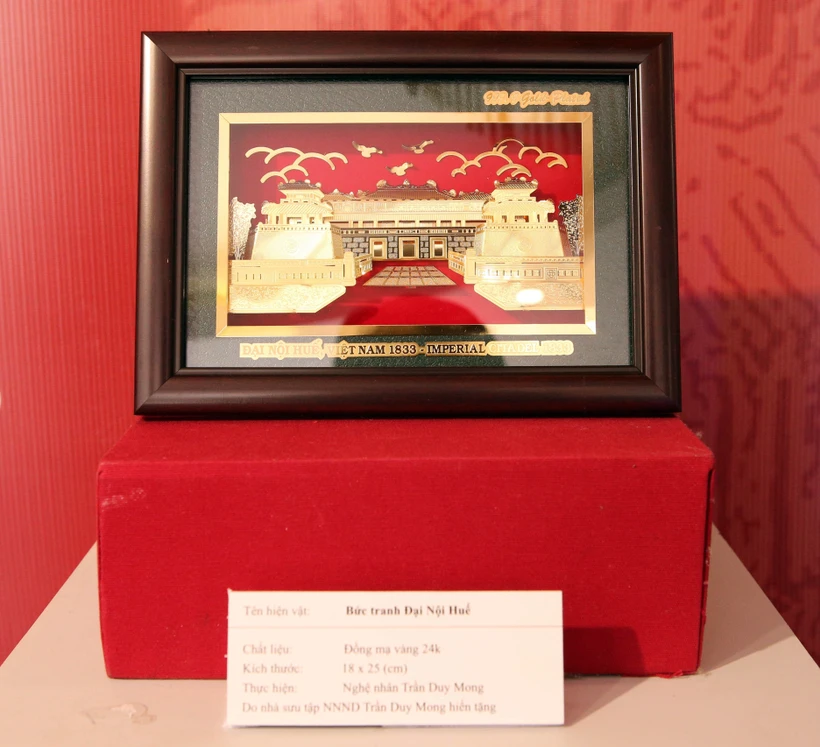 Gold Plated
ĐẠI NỘI HUẾ, VIỆT NAM 1833 - IMPERIAL CITADEL
Tên hiện vật: Bức tranh Đại Nội Huế
Chất liệu: Đồng mạ vàng 24k
Kích thước: 18 x 25 (cm)
Thực hiện: Nghệ nhân Trần Duy Mong
Do nhà sưu tập NNND Trần Duy Mong hiến tặng